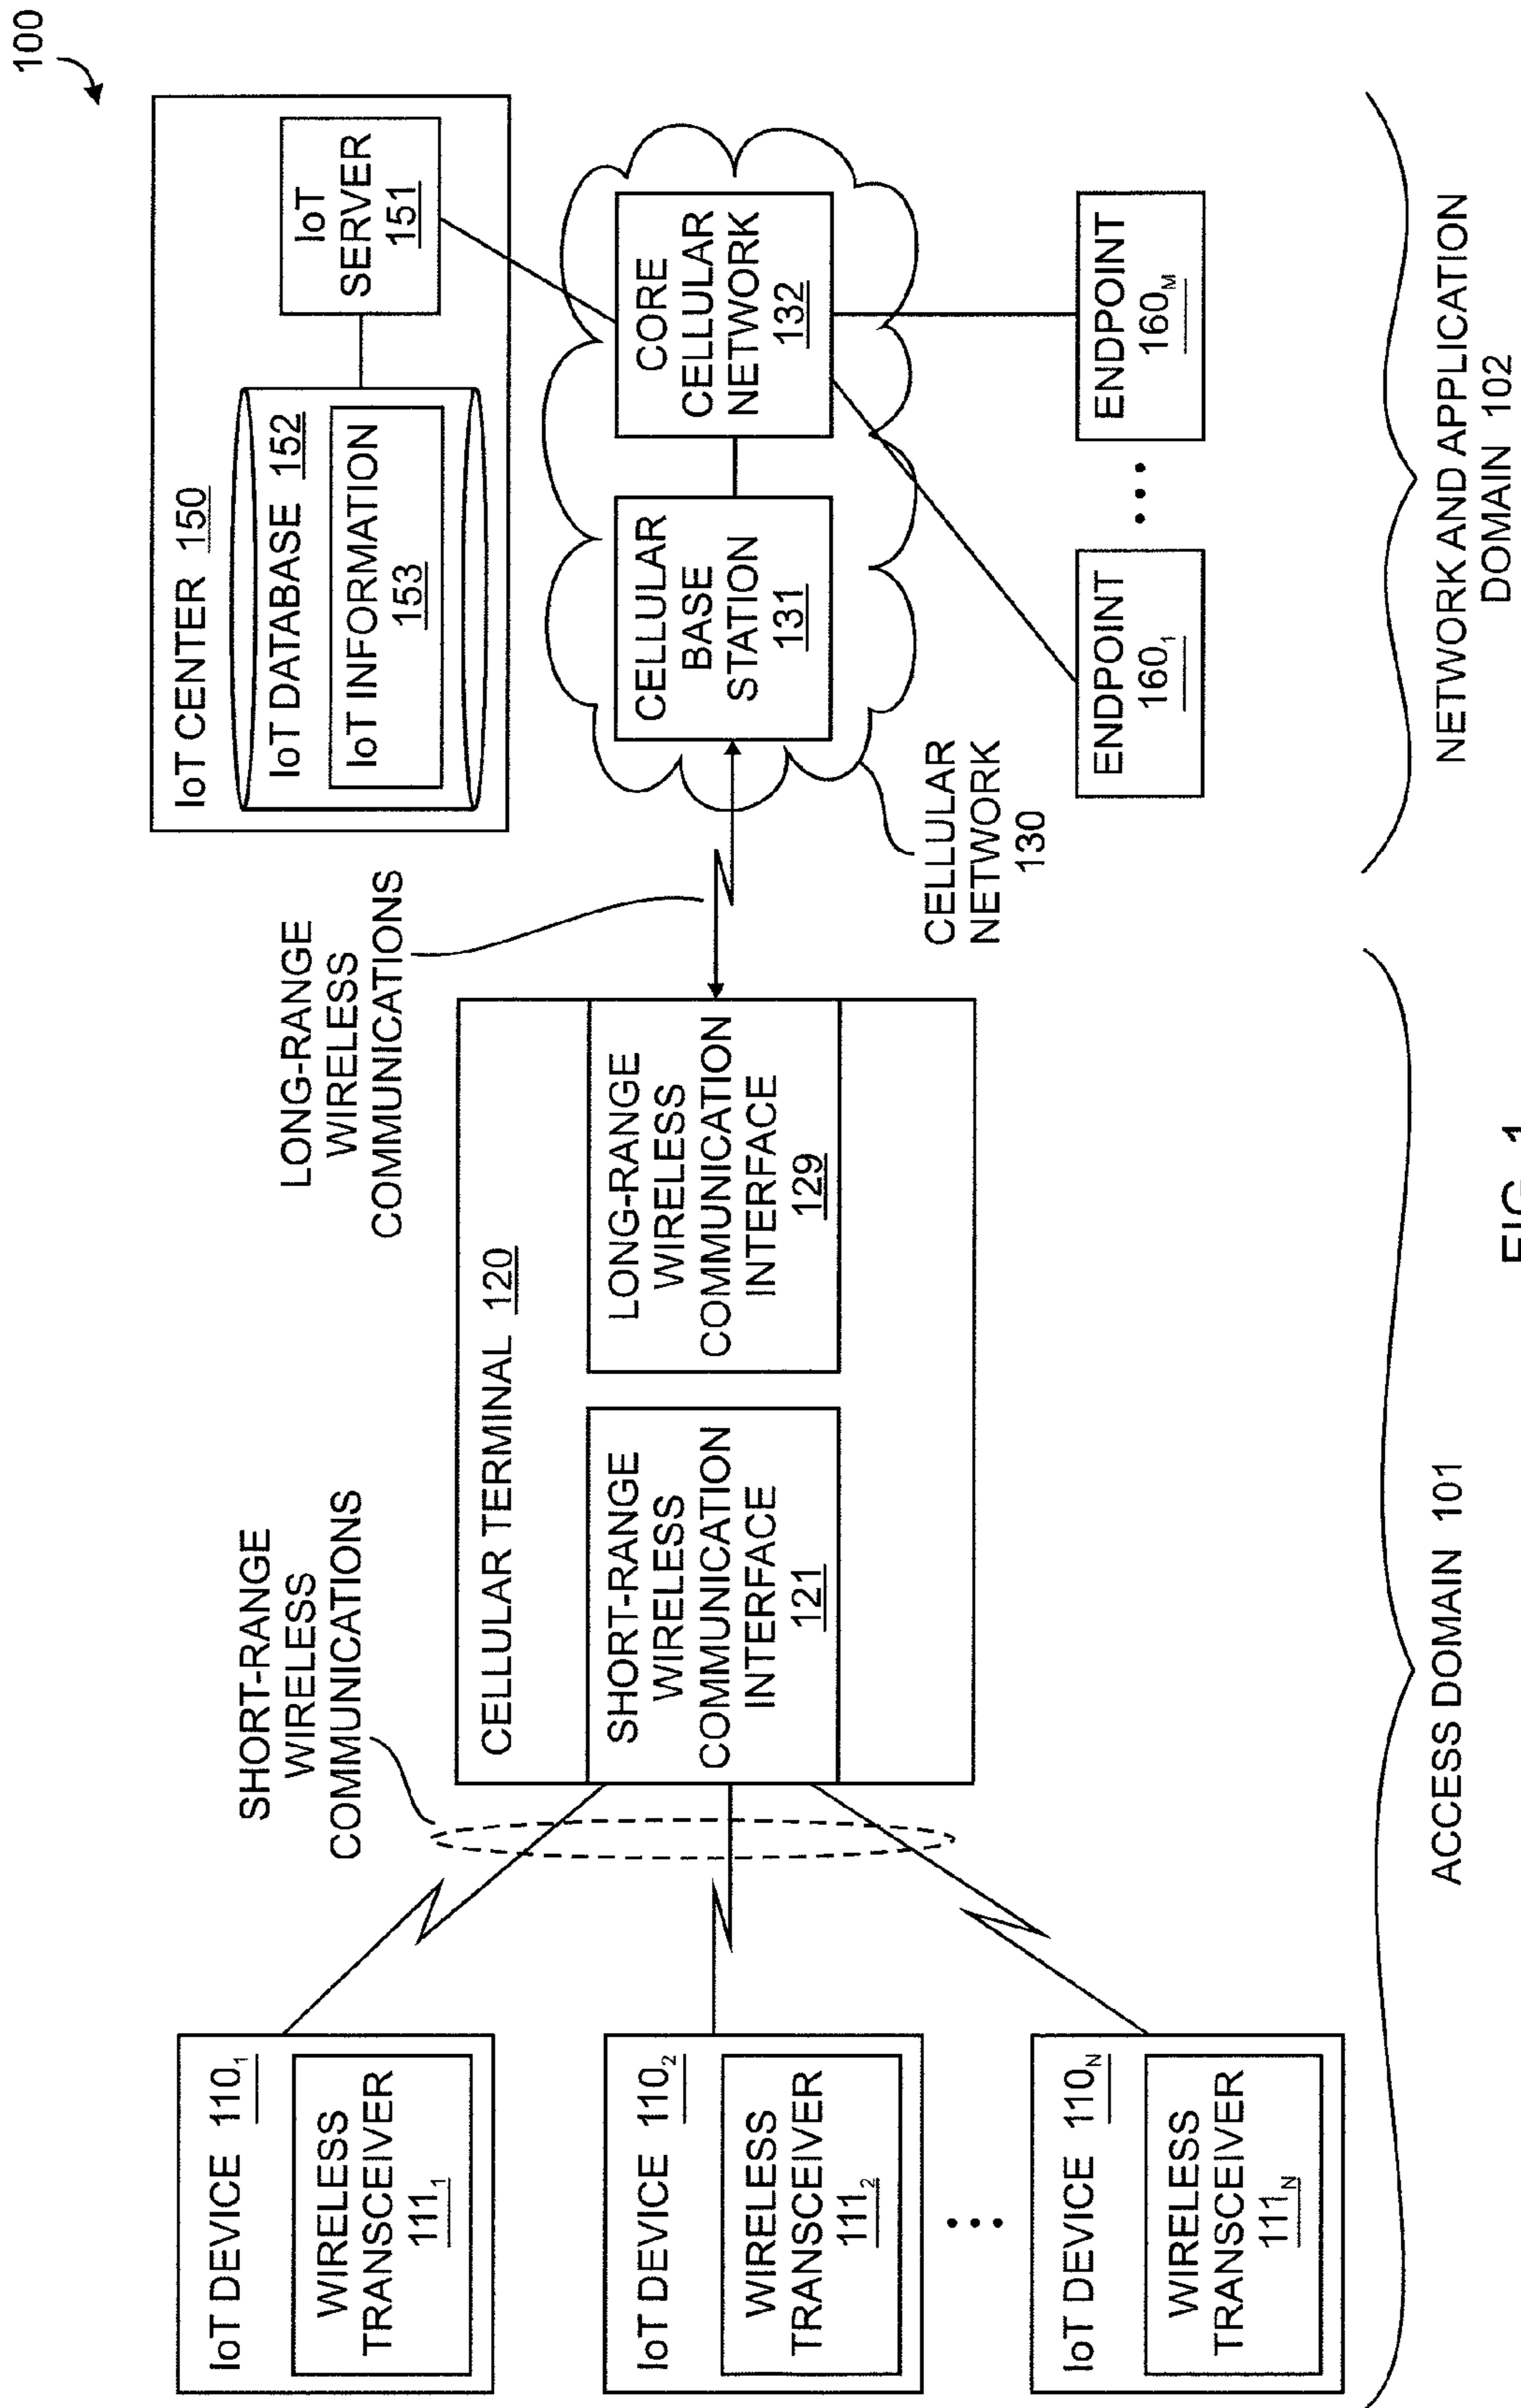 100
IoT CENTER 150
IoT DATABASE 152
IoT INFORMATION
153
IoT
SERVER
151
CELLULAR
BASE
STATION
131
CORE
CELLULAR
NETWORK
132
CELLULAR
NETWORK
130
ENDPOINT
160₁
...
ENDPOINT
160M
NETWORK AND APPLICATION
DOMAIN 102
LONG-RANGE
WIRELESS
COMMUNICATIONS
CELLULAR TERMINAL 120
SHORT-RANGE
WIRELESS
COMMUNICATION
INTERFACE
121
LONG-RANGE
WIRELESS
COMMUNICATION
INTERFACE
129
SHORT-RANGE
WIRELESS
COMMUNICATIONS
IoT DEVICE 110₁
WIRELESS
TRANSCEIVER
111₁
IoT DEVICE 110₂
WIRELESS
TRANSCEIVER
111₂
...
IoT DEVICE 110N
WIRELESS
TRANSCEIVER
111N
ACCESS DOMAIN 101